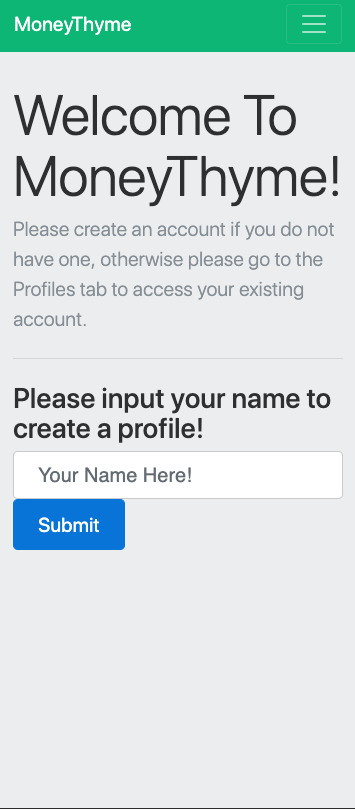 MoneyThyme
Welcome To
MoneyThyme!
Please create an account if you do not
have one, otherwise please go to the
Profiles tab to access your existing
account.
Please input your name to
create a profile!
Your Name Here!
Submit